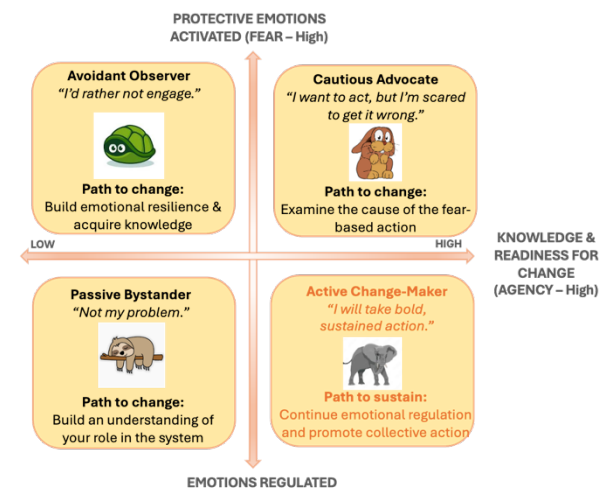 PROTECTIVE EMOTIONS
ACTIVATED (FEAR – High)
Avoidant Observer
“I’d rather not engage.”
Path to change:
Build emotional resilience &
acquire knowledge
Cautious Advocate
“I want to act, but I’m scared
to get it wrong.”
Path to change:
Examine the cause of the fear-
based action
LOW
HIGH
KNOWLEDGE &
READINESS FOR
CHANGE
(AGENCY – High)
Passive Bystander
“Not my problem.”
Path to change:
Build an understanding of
your role in the system
Active Change-Maker
“I will take bold,
sustained action.”
Path to sustain:
Continue emotional regulation
and promote collective action
EMOTIONS REGULATED